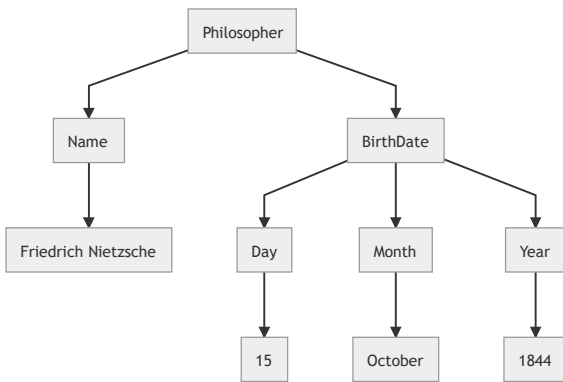 Philosopher
Name
BirthDate
Friedrich Nietzsche
Day
Month
Year
15
October
1844